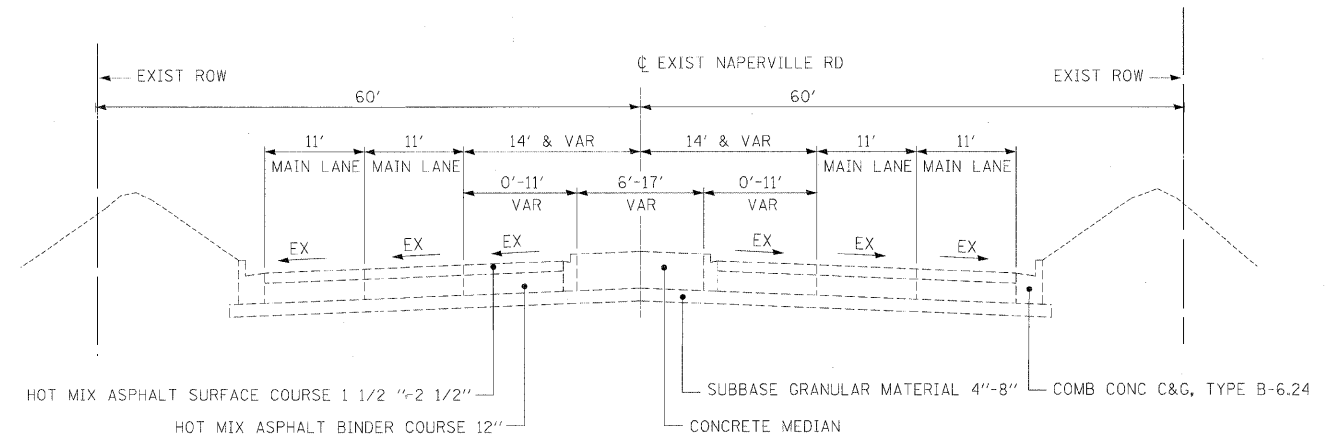 ℄ EXIST NAPERVILLE RD
EXIST ROW
EXIST ROW
60'
60'
11'
11'
14' & VAR
14' & VAR
11'
11'
MAIN LANE
MAIN LANE
MAIN LANE
MAIN LANE
0'-11'
6'-17'
0'-11'
VAR
VAR
VAR
EX
EX
EX
EX
EX
EX
HOT MIX ASPHALT SURFACE COURSE 1 1/2 "-2 1/2"
SUBBASE GRANULAR MATERIAL 4"-8"
COMB CONC C&G, TYPE B-6.24
HOT MIX ASPHALT BINDER COURSE 12"
CONCRETE MEDIAN